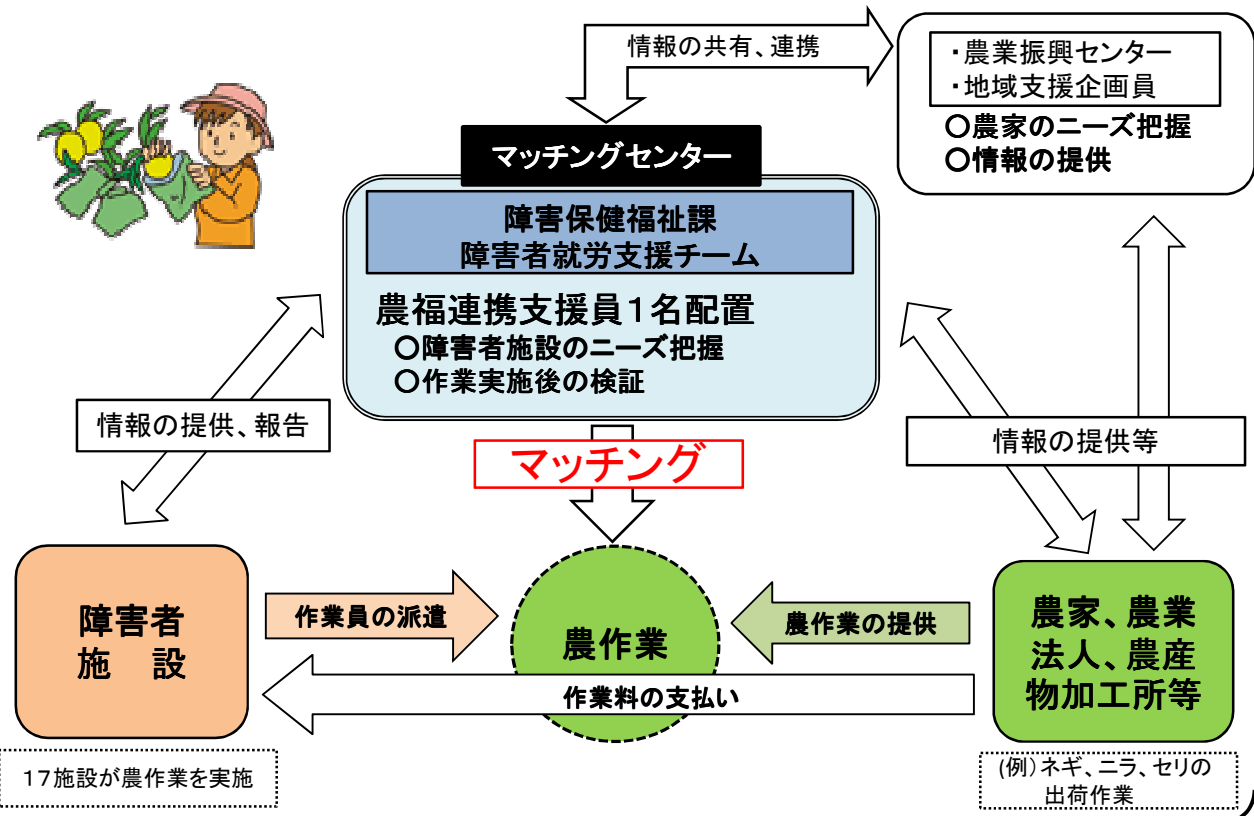 情報の共有、連携
・農業振興センター
・地域支援企画員
○農家のニーズ把握
○情報の提供
マッチングセンター
障害保健福祉課
障害者就労支援チーム
農福連携支援員1名配置
○障害者施設のニーズ把握
○作業実施後の検証
情報の提供、報告
情報の提供等
マッチング
障害者
施 設
作業員の派遣
農作業
農作業の提供
農家、農業
法人、農産
物加工所等
作業料の支払い
17施設が農作業を実施
(例)ネギ、ニラ、セリの
出荷作業